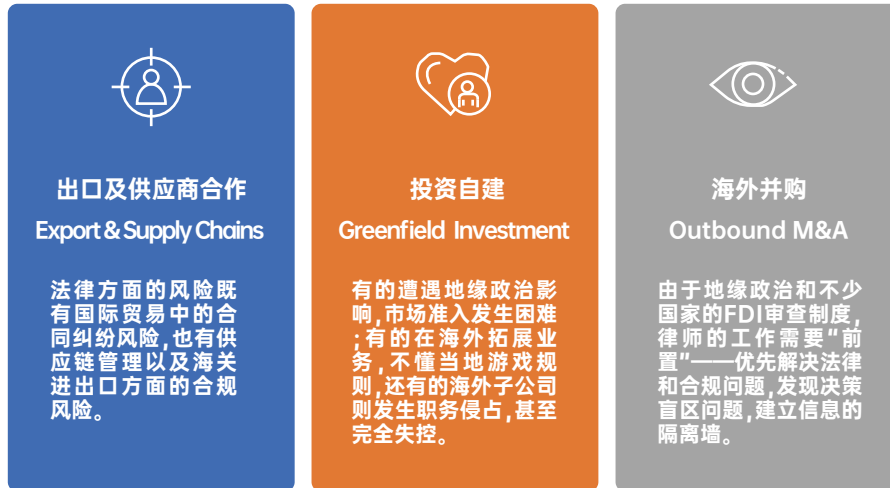 出口及供应商合作
Export & Supply Chains
法律方面的风险既
有国际贸易中的合
同纠纷风险,也有供
应链管理以及海关
进出口方面的合规
风险。
投资自建
Greenfield Investment
有的遭遇地缘政治影
响,市场准入发生困难
;有的在海外拓展业
务,不懂当地游戏规
则,还有的海外子公司
则发生职务侵占,甚至
完全失控。
海外并购
Outbound M&A
由于地缘政治和不少
国家的FDI审查制度,
律师的工作需要“前
置”——优先解决法律
和合规问题,发现决策
盲区问题,建立信息的
隔离墙。